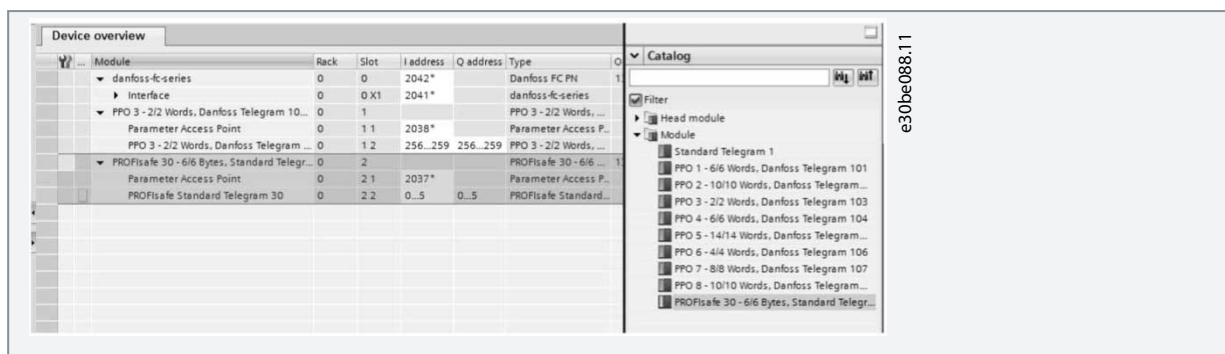 Device overview
... Module Rack Slot I address Q address Type
danfoss-fc-series 0 0 2042* Danfoss FC PN
Interface 0 0 X1 2041* danfoss-fc-series
PPO 3 - 2/2 Words, Danfoss Telegram 10... 0 1 PPO 3 - 2/2 Words, ...
Parameter Access Point 0 1 1 2038* Parameter Access P...
PPO 3 - 2/2 Words, Danfoss Telegram ... 0 1 2 256...259 256...259 PPO 3 - 2/2 Words, ...
PROFIsafe 30 - 6/6 Bytes, Standard Telegr... 0 2 PROFIsafe 30 - 6/6 ...
Parameter Access Point 0 2 1 2037* Parameter Access P...
PROFIsafe Standard Telegram 30 0 2 2 0...5 0...5 PROFIsafe Standard...
Catalog
Filter
Head module
Module
Standard Telegram 1
PPO 1 - 6/6 Words, Danfoss Telegram 101
PPO 2 - 10/10 Words, Danfoss Telegram...
PPO 3 - 2/2 Words, Danfoss Telegram 103
PPO 4 - 6/6 Words, Danfoss Telegram 104
PPO 5 - 14/14 Words, Danfoss Telegram...
PPO 6 - 4/4 Words, Danfoss Telegram 106
PPO 7 - 8/8 Words, Danfoss Telegram 107
PPO 8 - 10/10 Words, Danfoss Telegram...
PROFIsafe 30 - 6/6 Bytes, Standard Telegr...
e30be088.11